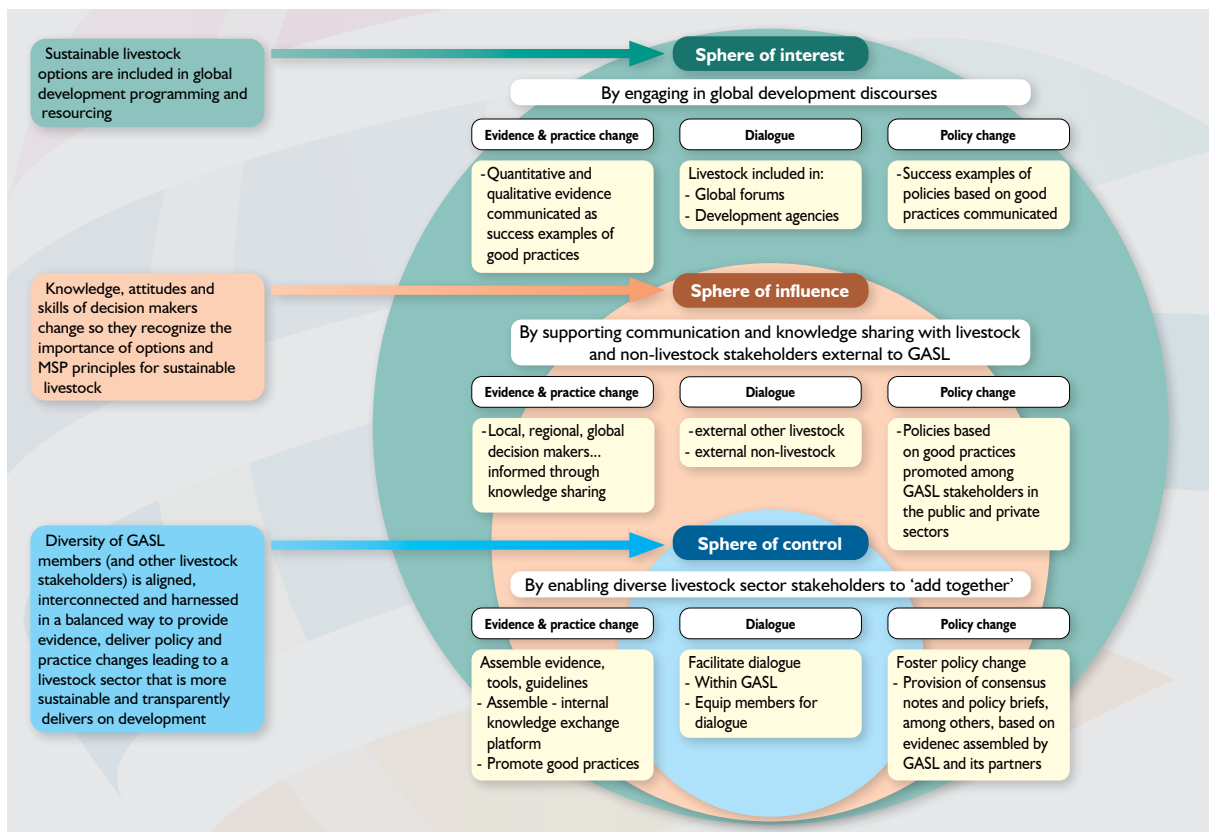 Sustainable livestock
options are included in global
development programming and
resourcing
Sphere of interest
By engaging in global development discourses
Evidence & practice change
- Quantitative and
qualitative evidence
communicated as
success examples of
good practices
Dialogue
Livestock included in:
- Global forums
- Development agencies
Policy change
- Success examples of
policies based on good
practices communicated
Knowledge, attitudes and
skills of decision makers
change so they recognize the
importance of options and
MSP principles for sustainable
livestock
Sphere of influence
By supporting communication and knowledge sharing with livestock
and non-livestock stakeholders external to GASL
Evidence & practice change
- Local, regional, global
decision makers...
informed through
knowledge sharing
Dialogue
- external other livestock
- external non-livestock
Policy change
- Policies based
on good practices
promoted among
GASL stakeholders in
the public and private
sectors
Diversity of GASL
members (and other livestock
stakeholders) is aligned,
interconnected and harnessed
in a balanced way to provide
evidence, deliver policy and
practice changes leading to a
livestock sector that is more
sustainable and transparently
delivers on development
Sphere of control
By enabling diverse livestock sector stakeholders to ‘add together’
Evidence & practice change
Assemble evidence,
tools, guidelines
- Assemble - internal
knowledge exchange
platform
- Promote good practices
Dialogue
Facilitate dialogue
- Within GASL
- Equip members for
dialogue
Policy change
Foster policy change
- Provision of consensus
notes and policy briefs,
among others, based on
evidenec assembled by
GASL and its partners